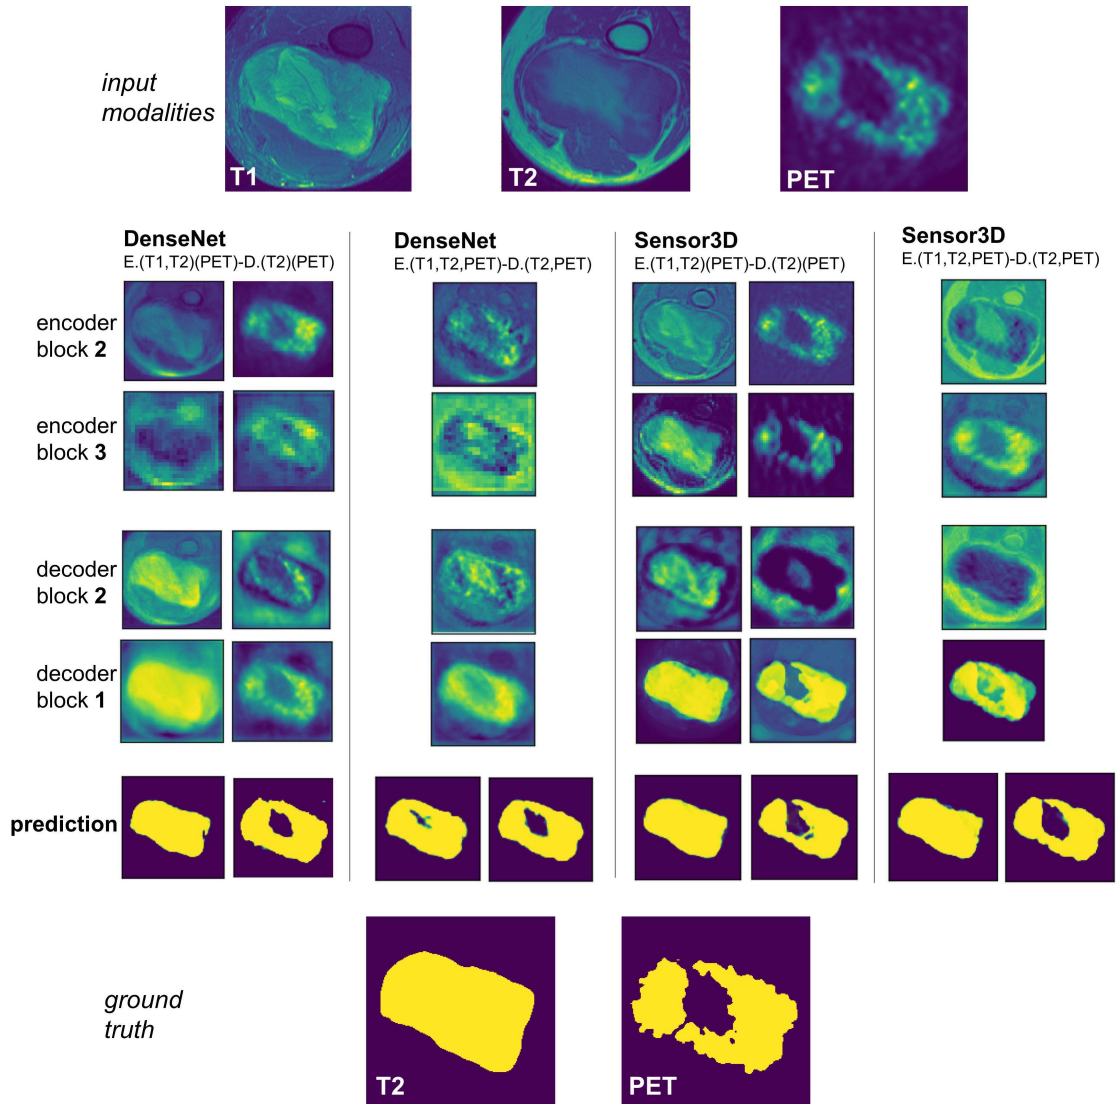 input
modalities
T1
T2
PET
DenseNet
E.(T1,T2)(PET)-D.(T2)(PET)
DenseNet
E.(T1,T2,PET)-D.(T2,PET)
Sensor3D
E.(T1,T2)(PET)-D.(T2)(PET)
Sensor3D
E.(T1,T2,PET)-D.(T2,PET)
encoder
block 2
encoder
block 3
decoder
block 2
decoder
block 1
prediction
ground
truth
T2
PET